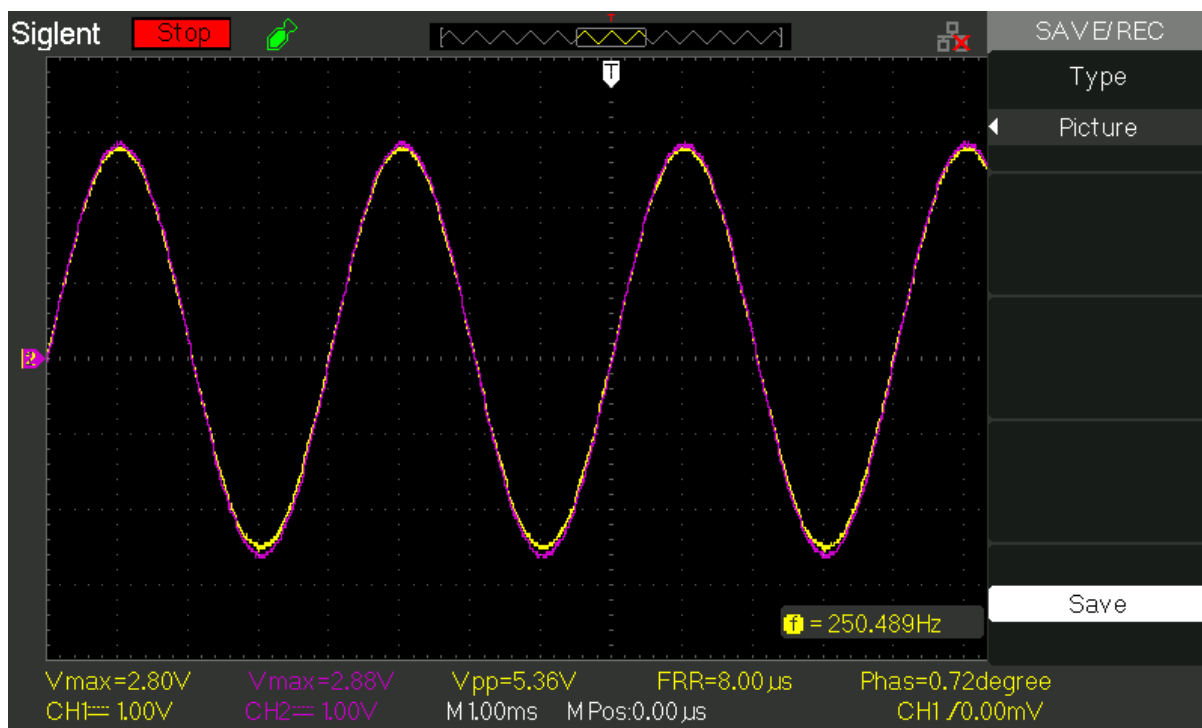 Siglent Stop T SAVE/REC
T Type
Picture
2
Save
f = 250.489Hz
Vmax=2.80V Vmax=2.88V Vpp=5.36V FRR=8.00µs Phas=0.72degree
CH1 1.00V CH2 1.00V M 1.00ms M Pos:0.00µs CH1 /0.00mV